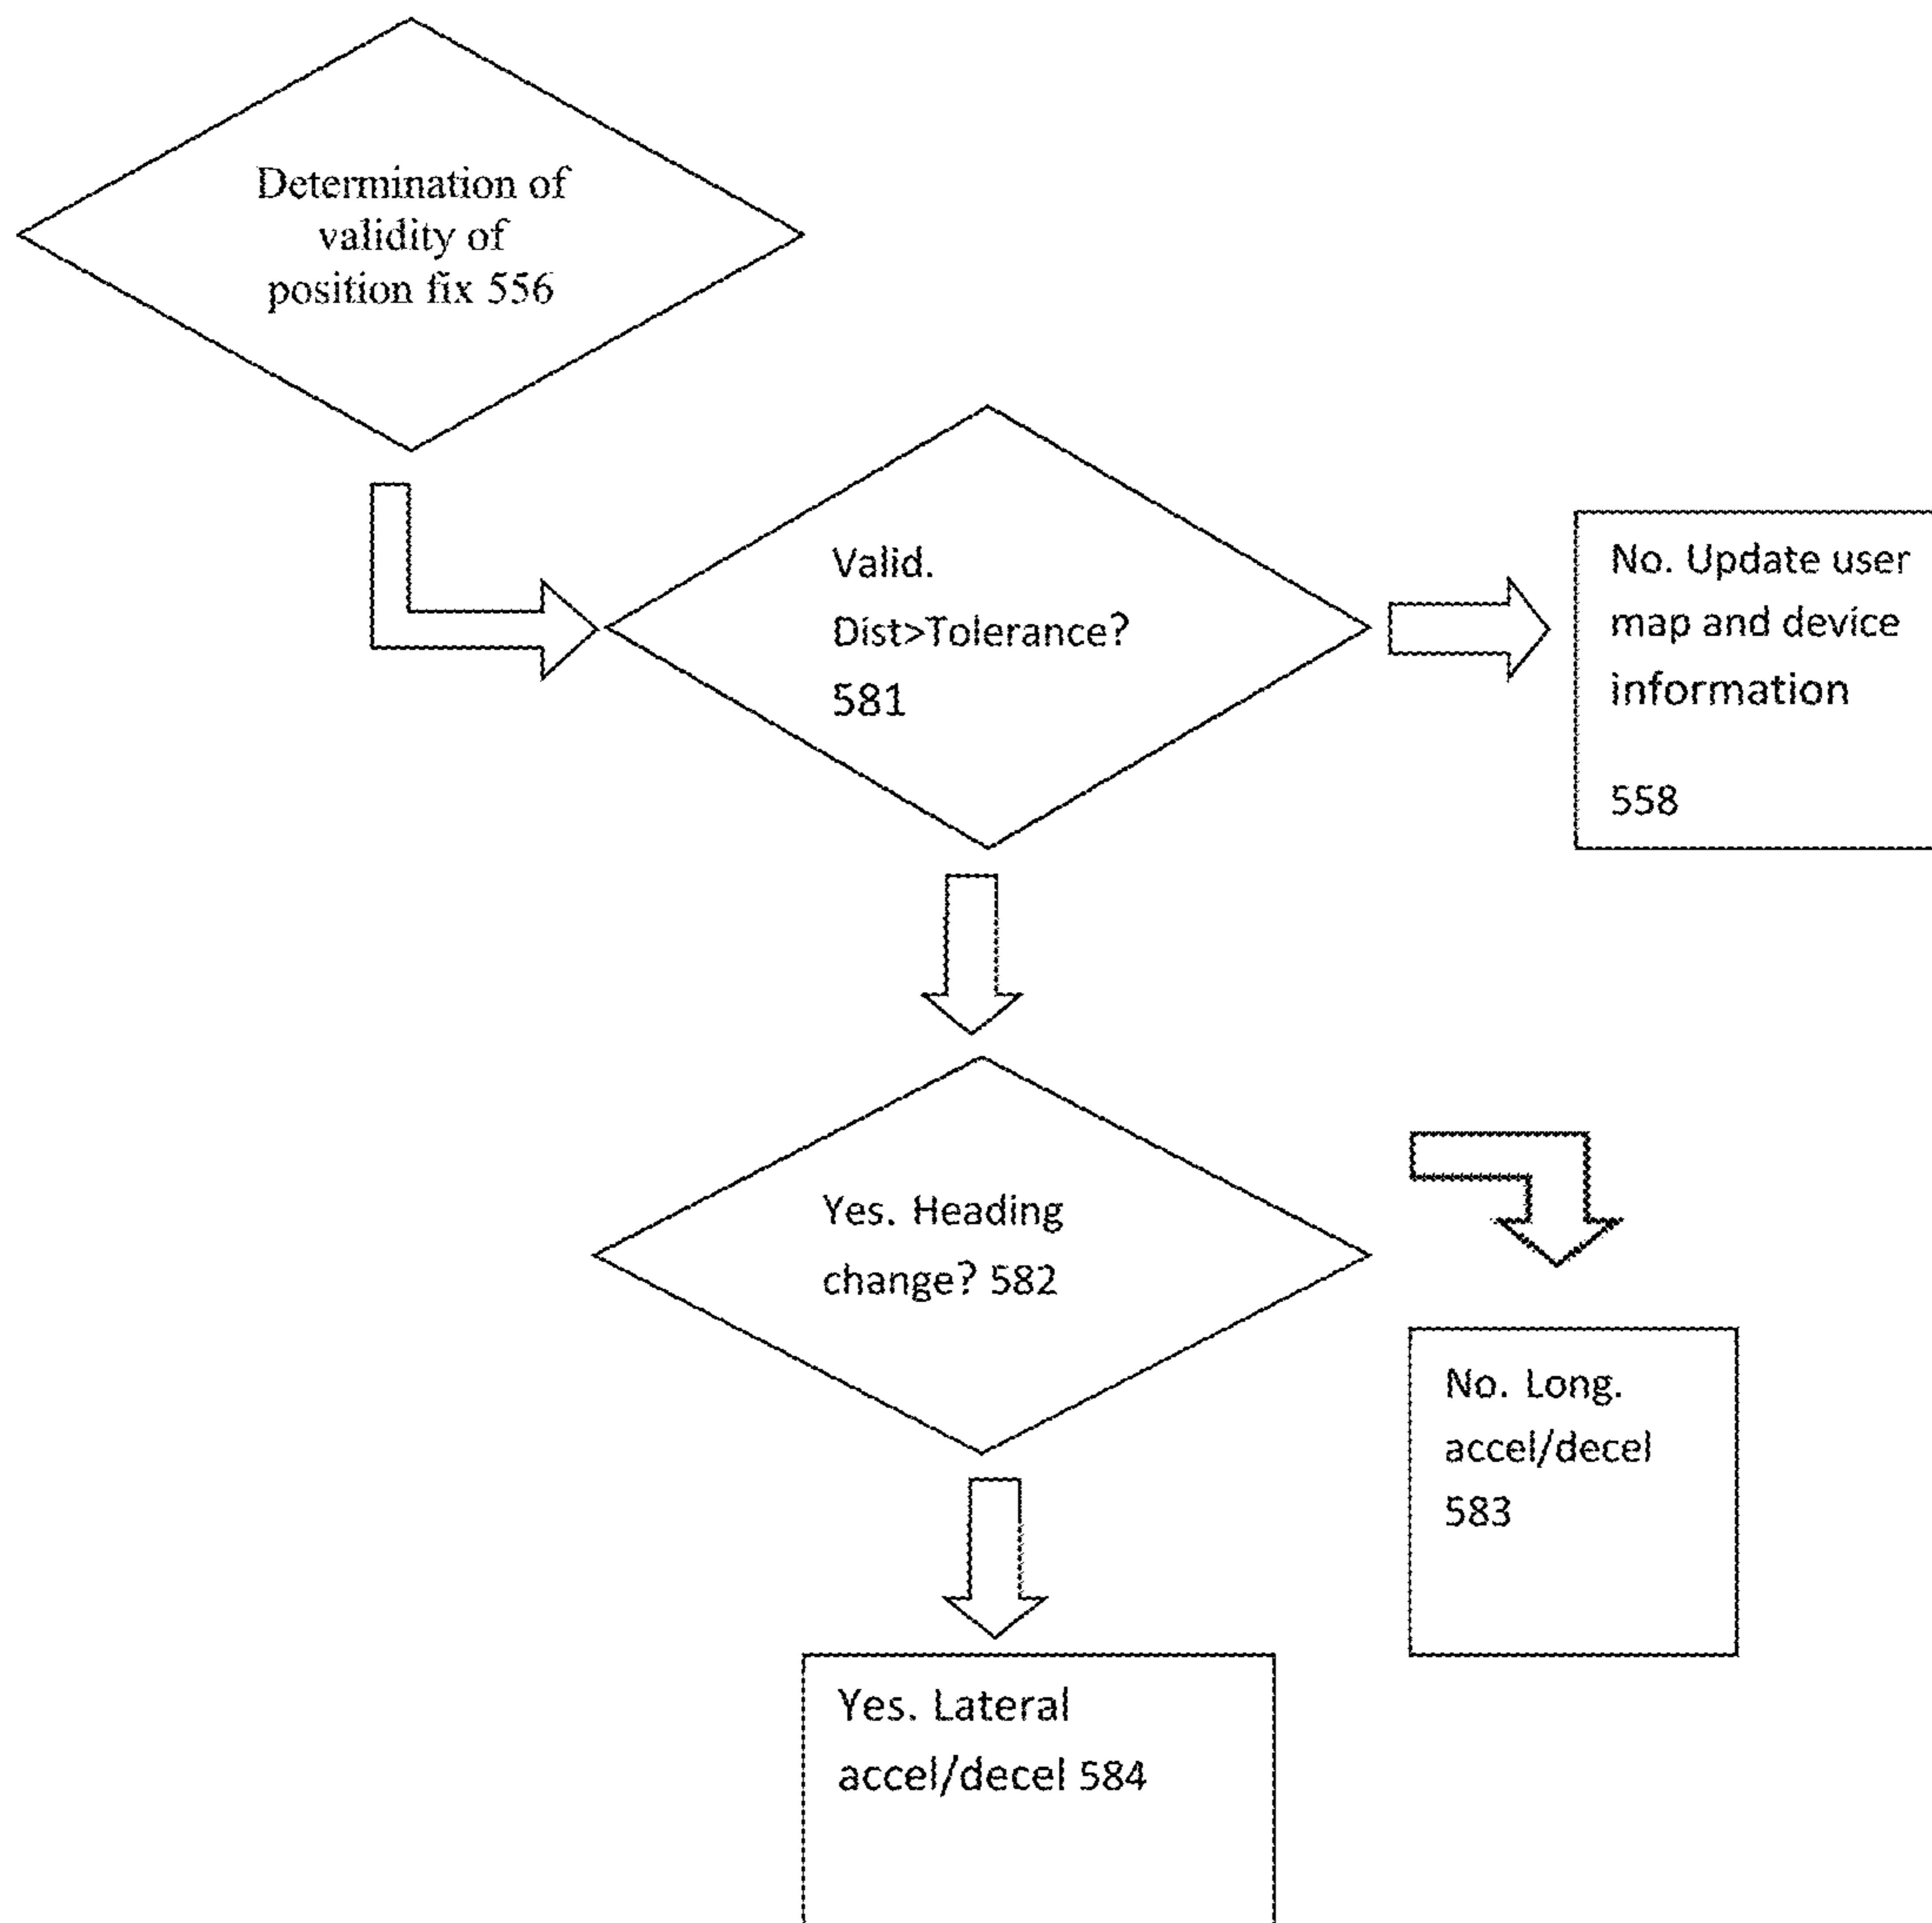 Determination of
validity of
position fix 556
Valid.
Dist>Tolerance?
581
No. Update user
map and device
information
558
Yes. Heading
change? 582
No. Long.
accel/decel
583
Yes. Lateral
accel/decel 584